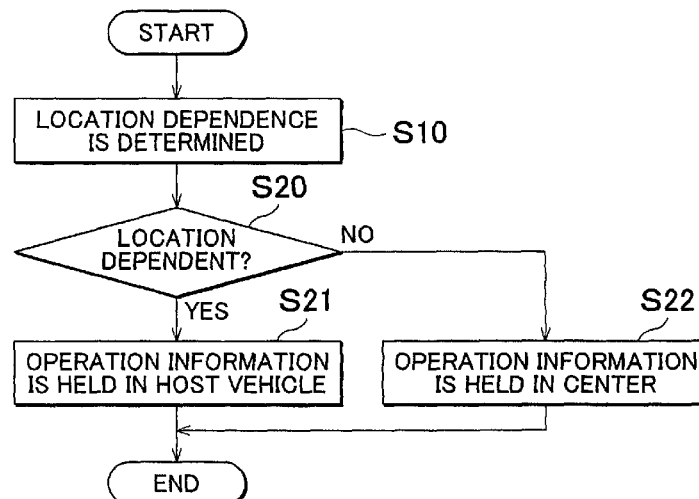 START
LOCATION DEPENDENCE
IS DETERMINED
S10
S20
LOCATION
DEPENDENT?
NO
YES
S21
S22
OPERATION INFORMATION
IS HELD IN HOST VEHICLE
OPERATION INFORMATION
IS HELD IN CENTER
END